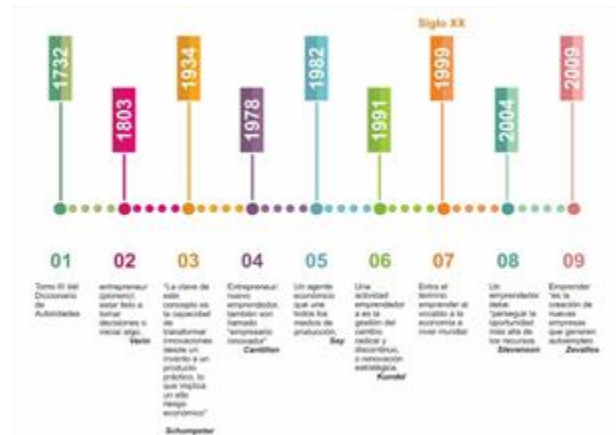 Siglo XX
1732
1803
1934
1978
1982
1991
1999
2004
2009
01
Tomo III del
Diccionario
de
Autoridades
02
entrepreneur
(pionero):
estar listo a
tomar
decisiones o
iniciar algo.
Verin
03
"La clave de
este
concepto es
la capacidad
de
transformar
innovaciones
desde un
invento a un
producto
práctico, lo
que implica
un alto
riesgo
económico"
Schumpeter
04
Entrepreneur:
nuevo
emprendedor,
también son
llamado
"empresario
innovador"
Cantillon
05
Un agente
económico
que une
todos los
medios de
producción.
Say
06
Una
actividad
emprendedor
a es la
gestión del
cambio
radical y
discontinuo,
o renovación
estratégica.
Kundel
07
Entra el
término
emprender al
vocablo a la
economía a
nivel mundial
08
Un
emprendedor
debe
"perseguir la
oportunidad
más allá de
los recursos
Stevenson
09
Emprender
"es la
creación de
nuevas
empresas
que generen
autoempleo
Zevallos